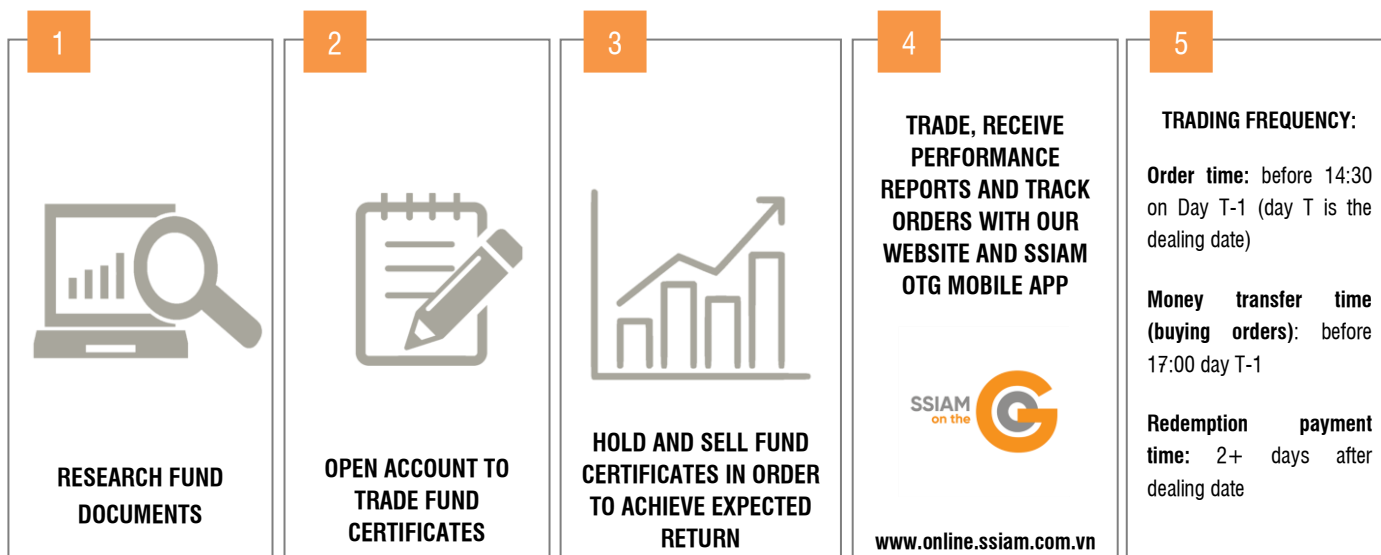 1
RESEARCH FUND
DOCUMENTS
2
OPEN ACCOUNT TO
TRADE FUND
CERTIFICATES
3
HOLD AND SELL FUND
CERTIFICATES IN ORDER
TO ACHIEVE EXPECTED
RETURN
4
TRADE, RECEIVE
PERFORMANCE
REPORTS AND TRACK
ORDERS WITH OUR
WEBSITE AND SSIAM
OTG MOBILE APP
SSIAM
on the
G
www.online.ssiam.com.vn
5
TRADING FREQUENCY:
Order time: before 14:30
on Day T-1 (day T is the
dealing date)
Money transfer time
(buying orders): before
17:00 day T-1
Redemption payment
time: 2+ days after
dealing date